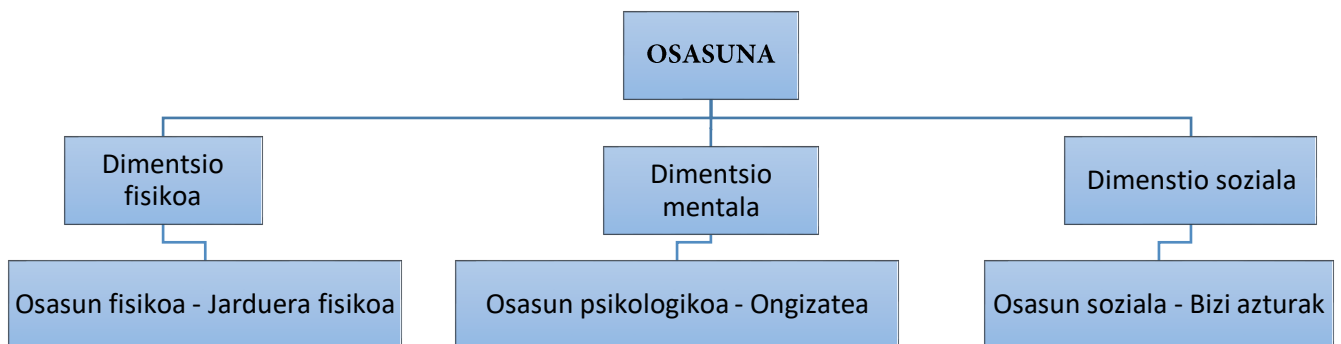 OSASUNA
Dimentsio
fisikoa
Dimentsio
mentala
Dimenstio soziala
Osasun fisikoa - Jarduera fisikoa
Osasun psikologikoa - Ongizatea
Osasun soziala - Bizi azturak